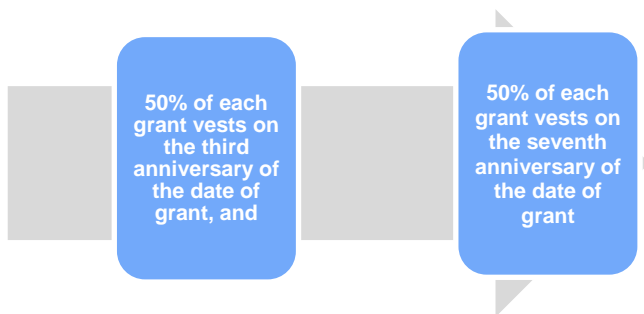 50% of each
grant vests on
the third
anniversary of
the date of
grant, and
50% of each
grant vests on
the seventh
anniversary of
the date of
grant